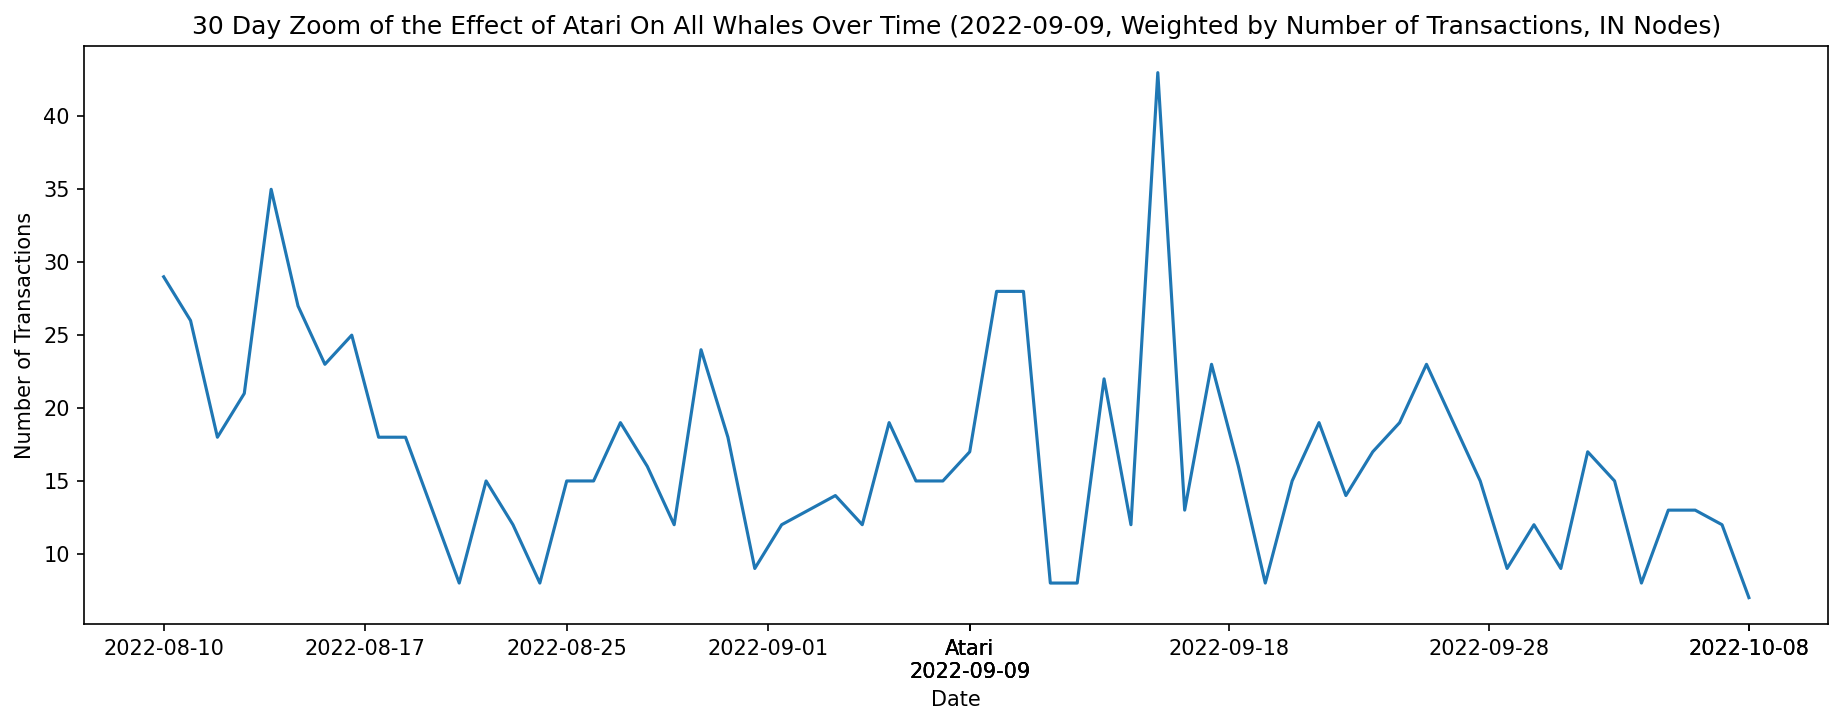 30 Day Zoom of the Effect of Atari On All Whales Over Time (2022-09-09, Weighted by Number of Transactions, IN Nodes)
Number of Transactions
40
35
30
25
20
15
10
2022-08-10 2022-08-17 2022-08-25 2022-09-01 Atari 2022-09-18 2022-09-28 2022-10-08
2022-09-09
Date